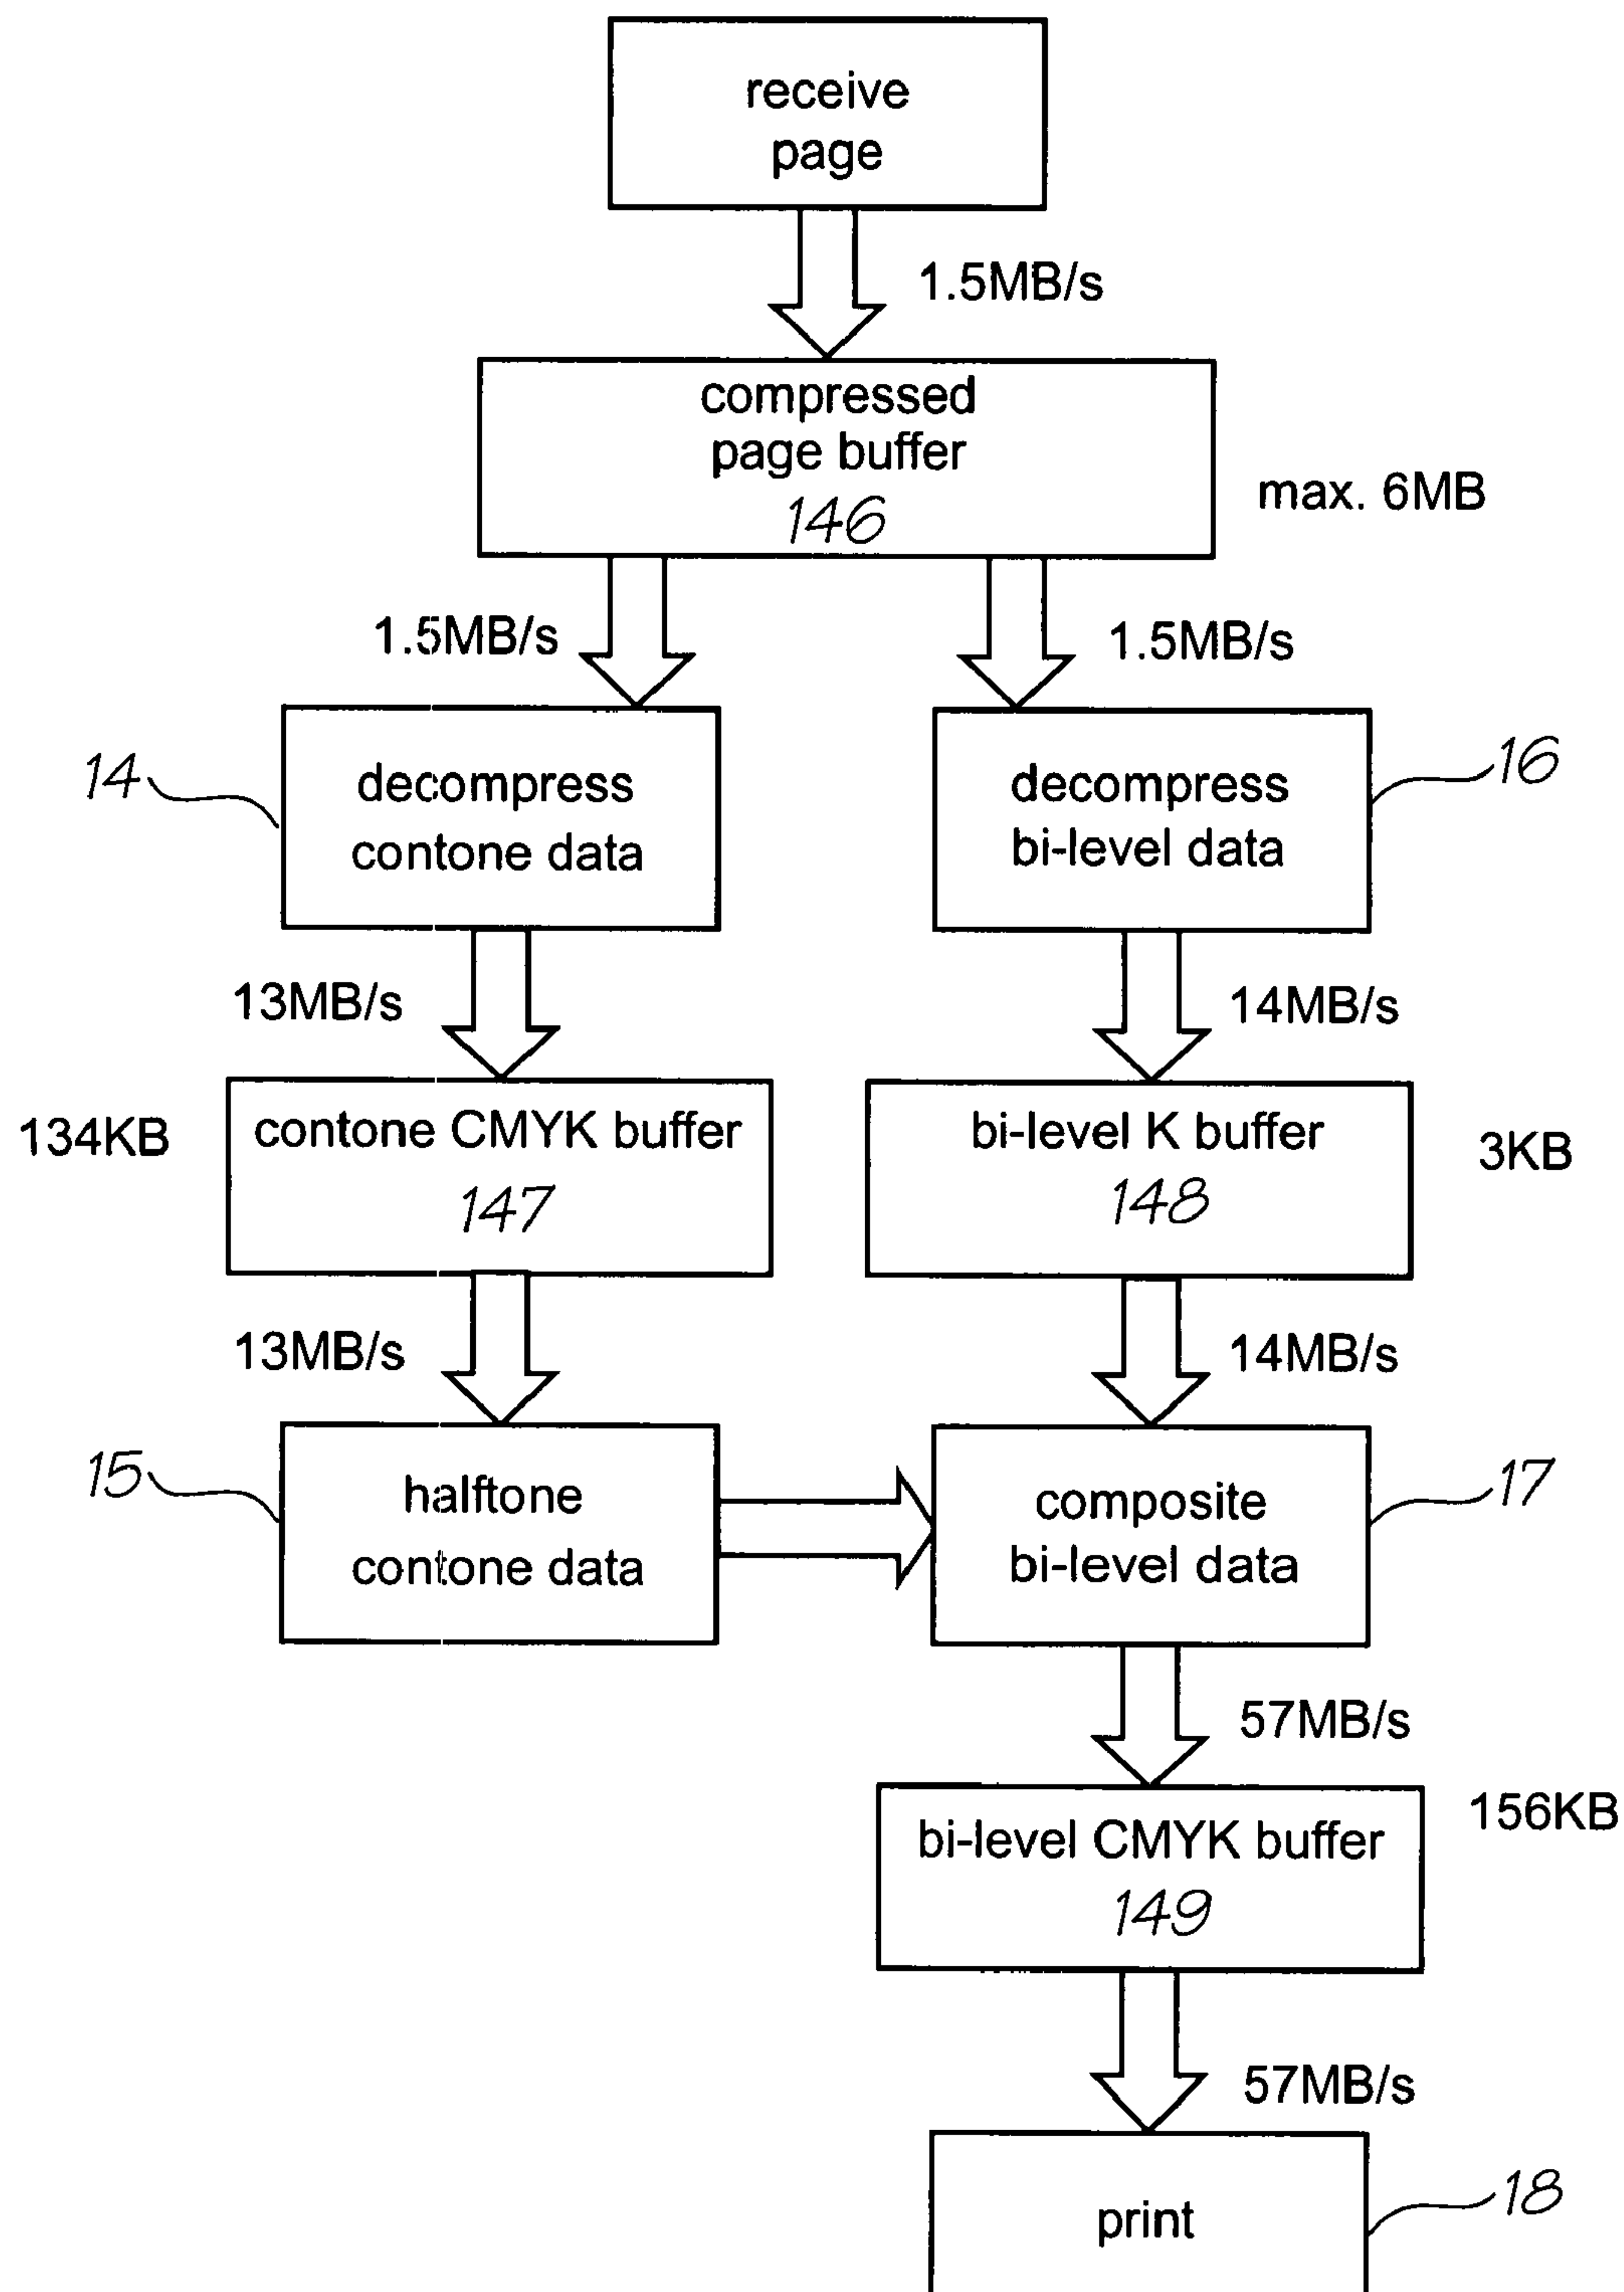 receive
page
1.5MB/s
compressed
page buffer
146
max. 6MB
1.5MB/s
1.5MB/s
14
decompress
contone data
decompress
bi-level data
16
13MB/s
14MB/s
134KB
contone CMYK buffer
147
bi-level K buffer
148
3KB
13MB/s
14MB/s
15
halftone
contone data
composite
bi-level data
17
57MB/s
bi-level CMYK buffer
149
156KB
57MB/s
print
18